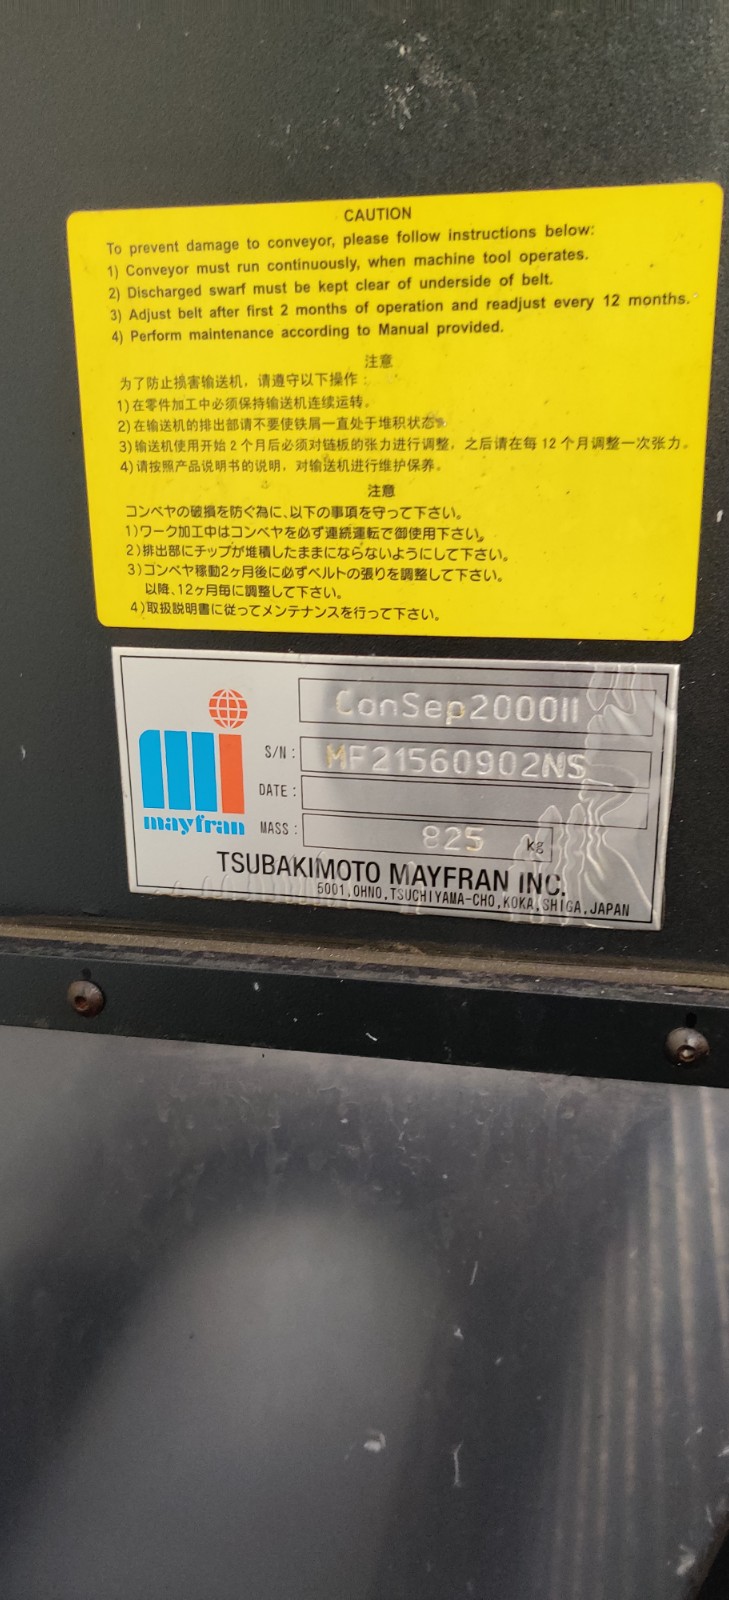 CAUTION
To prevent damage to conveyor, please follow instructions below:
1) Conveyor must run continuously, when machine tool operates.
2) Discharged swarf must be kept clear of underside of belt.
3) Adjust belt after first 2 months of operation and readjust every 12 months.
4) Perform maintenance according to Manual provided.
注意
为了防止损害输送机，请遵守以下操作：
1)在零件加工中必须保持输送机连续运转。
2)在输送机的排出部请不要使铁屑一直处于堆积状态。
3)输送机使用开始2个月后必须对链板的张力进行调整，之后请在每12个月调整一次张力。
4)请按照产品说明书的说明，对输送机进行维护保养。
注意
コンベヤの破損を防ぐ為に、以下の事項を守って下さい。
1)ワーク加工中はコンベヤを必ず連続運転で御使用下さい。
2)排出部にチップが堆積したままにならないようにして下さい。
3)コンベヤ稼動2ヶ月後に必ずベルトの張りを調整して下さい。
以降、12ヶ月毎に調整して下さい。
4)取扱説明書に従ってメンテナンスを行って下さい。
ConSep2000II
S/N: MF21560902NS
DATE:
mayfran MASS: 825 kg
TSUBAKIMOTO MAYFRAN INC.
5001,OHNO,TSUCHIYAMA-CHO,KOKA,SHIGA,JAPAN